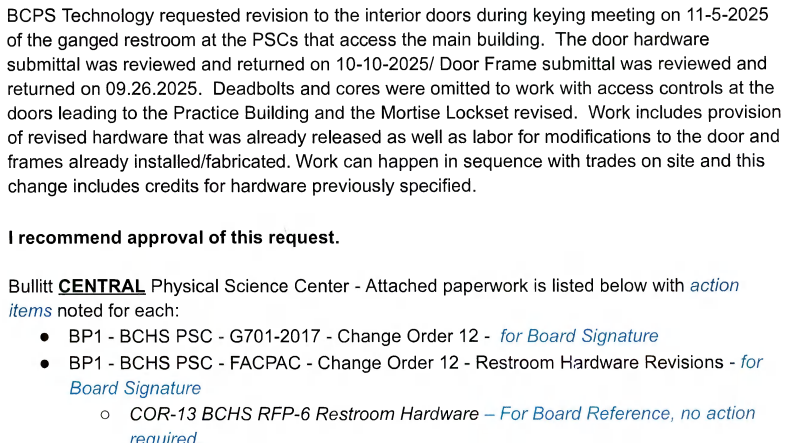 BCPS Technology requested revision to the interior doors during keying meeting on 11-5-2025
of the ganged restroom at the PSCs that access the main building.  The door hardware
submittal was reviewed and returned on 10-10-2025/ Door Frame submittal was reviewed and
returned on 09.26.2025.  Deadbolts and cores were omitted to work with access controls at the
doors leading to the Practice Building and the Mortise Lockset revised.  Work includes provision
of revised hardware that was already released as well as labor for modifications to the door and
frames already installed/fabricated. Work can happen in sequence with trades on site and this
change includes credits for hardware previously specified.
I recommend approval of this request.
Bullitt CENTRAL Physical Science Center - Attached paperwork is listed below with action
items noted for each:
● BP1 - BCHS PSC - G701-2017 - Change Order 12 - for Board Signature
● BP1 - BCHS PSC - FACPAC - Change Order 12 - Restroom Hardware Revisions - for
Board Signature
○ COR-13 BCHS RFP-6 Restroom Hardware – For Board Reference, no action
required